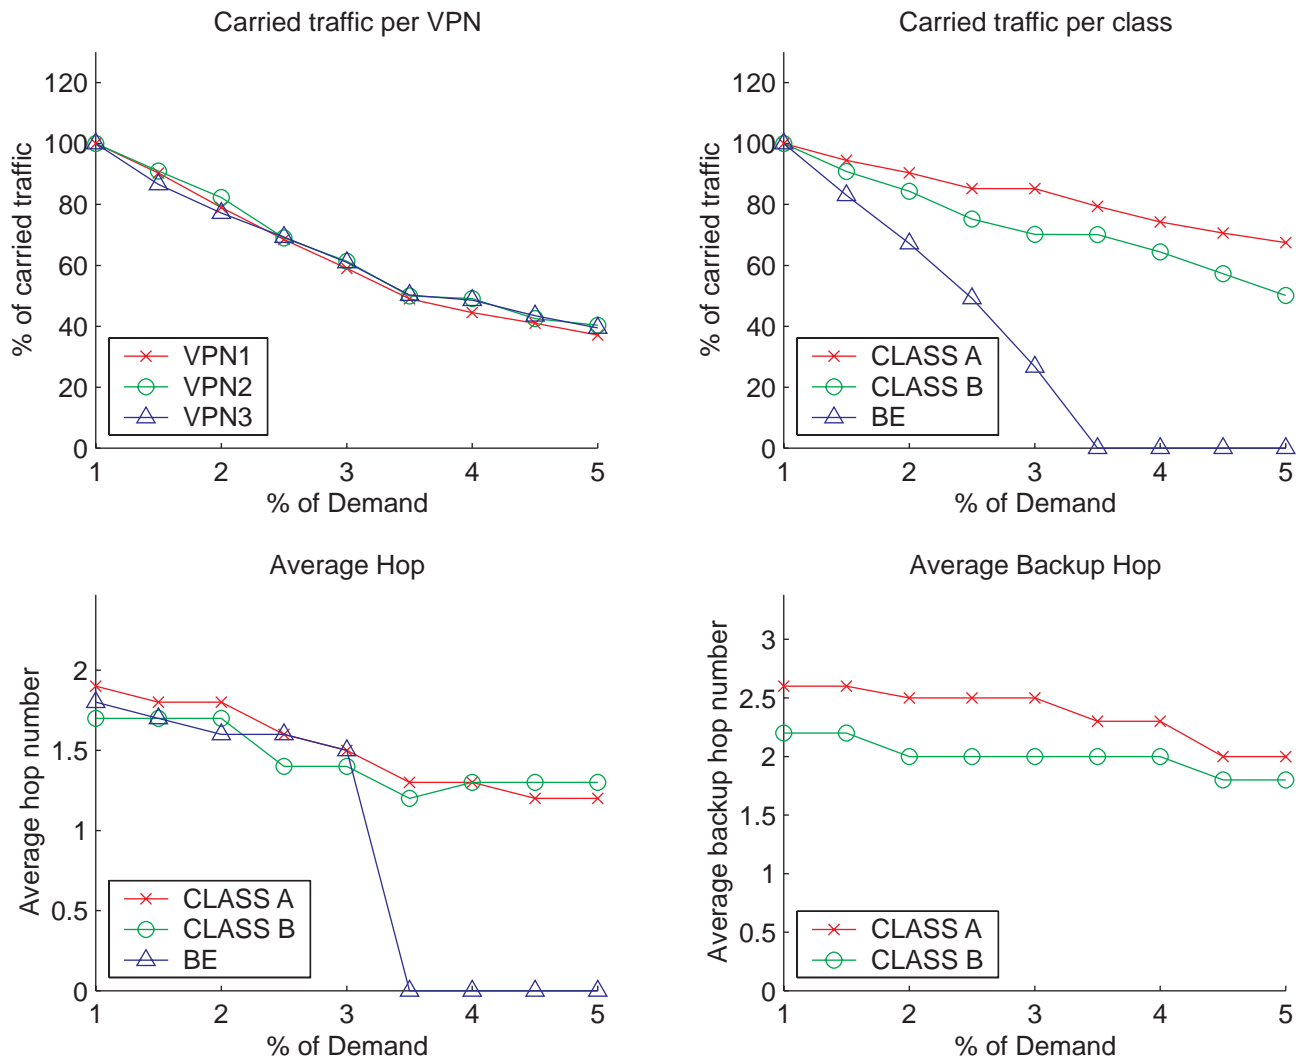 Carried traffic per VPN
% of carried traffic
120
100
80
60
40
20
0
VPN1
VPN2
VPN3
1 2 3 4 5
% of Demand
Carried traffic per class
% of carried traffic
120
100
80
60
40
20
0
CLASS A
CLASS B
BE
1 2 3 4 5
% of Demand
Average Hop
Average hop number
2
1.5
1
0.5
0
CLASS A
CLASS B
BE
1 2 3 4 5
% of Demand
Average Backup Hop
Average backup hop number
3
2.5
2
1.5
1
0.5
0
CLASS A
CLASS B
1 2 3 4 5
% of Demand